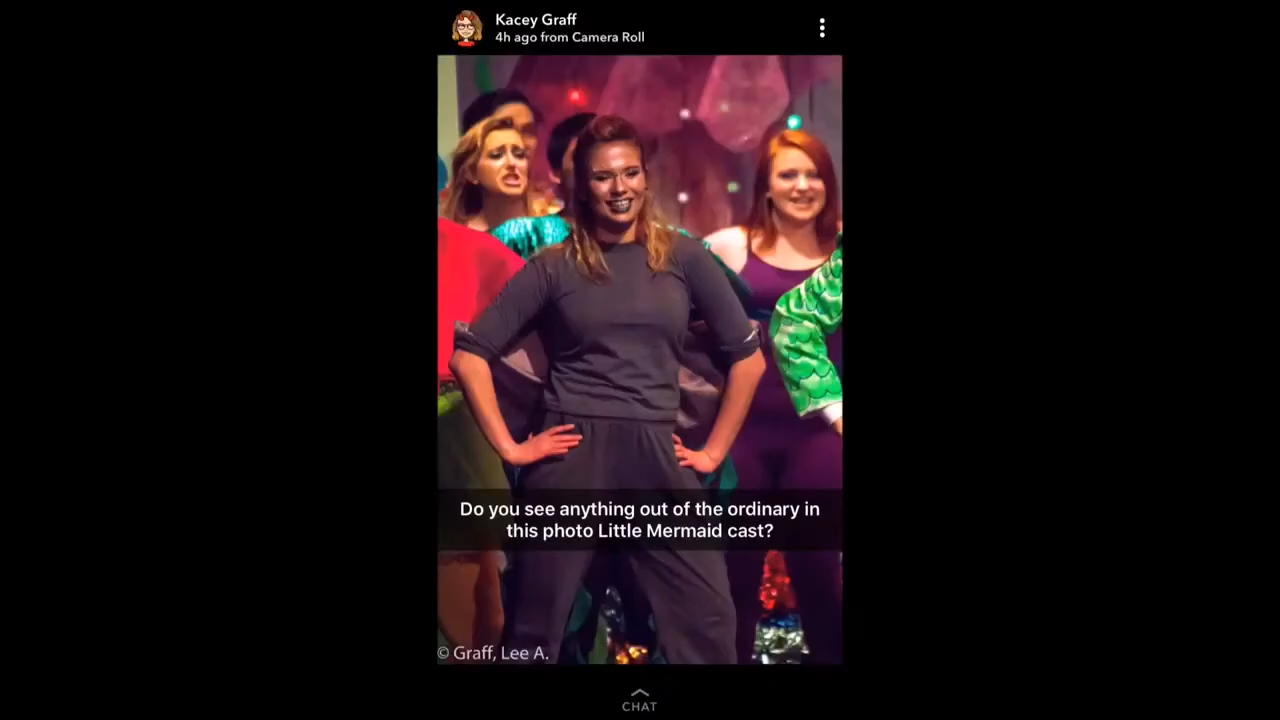 Kacey Graff
4h ago from Camera Roll
Do you see anything out of the ordinary in
this photo Little Mermaid cast?
© Graff, Lee A.
CHAT